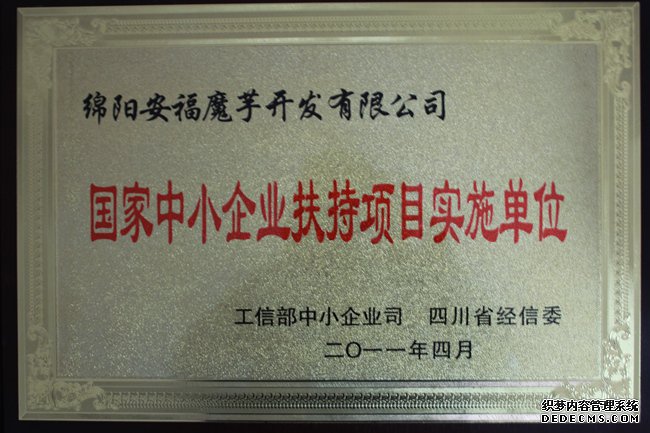 绵阳安福魔芋开发有限公司
国家中小企业扶持项目实施单位
工信部中小企业司 四川省经信委
二〇一一年四月
织梦内容管理系统
DEDECMS.COM